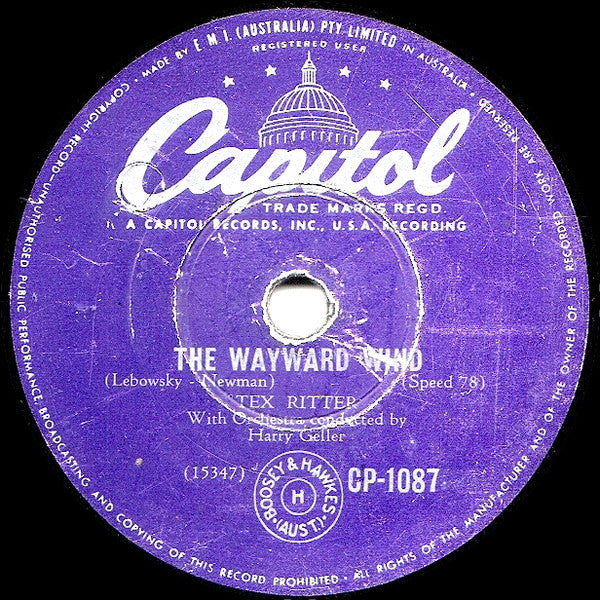 MADE BY E M I. (AUSTRALIA) PTY. LIMITED IN AUSTRALIA
REGISTERED USER
Capitol
TRADE MARKS REGD.
A CAPITOL RECORDS, INC., U.S.A. RECORDING
THE WAYWARD WIND
(Lebowsky - Newman) (Speed 78)
TEX RITTER
With Orchestra conducted by
Harry Geller
(15347) CP-1087
BOOSEY & HAWKES
H
(AUST.)
COPYRIGHT RECORD - UNAUTHORISED PUBLIC PERFORMANCE, BROADCASTING AND COPYING OF THIS RECORD PROHIBITED • ALL RIGHTS OF THE MANUFACTURER AND OF THE OWNER OF THE RECORDED WORK ARE RESERVED